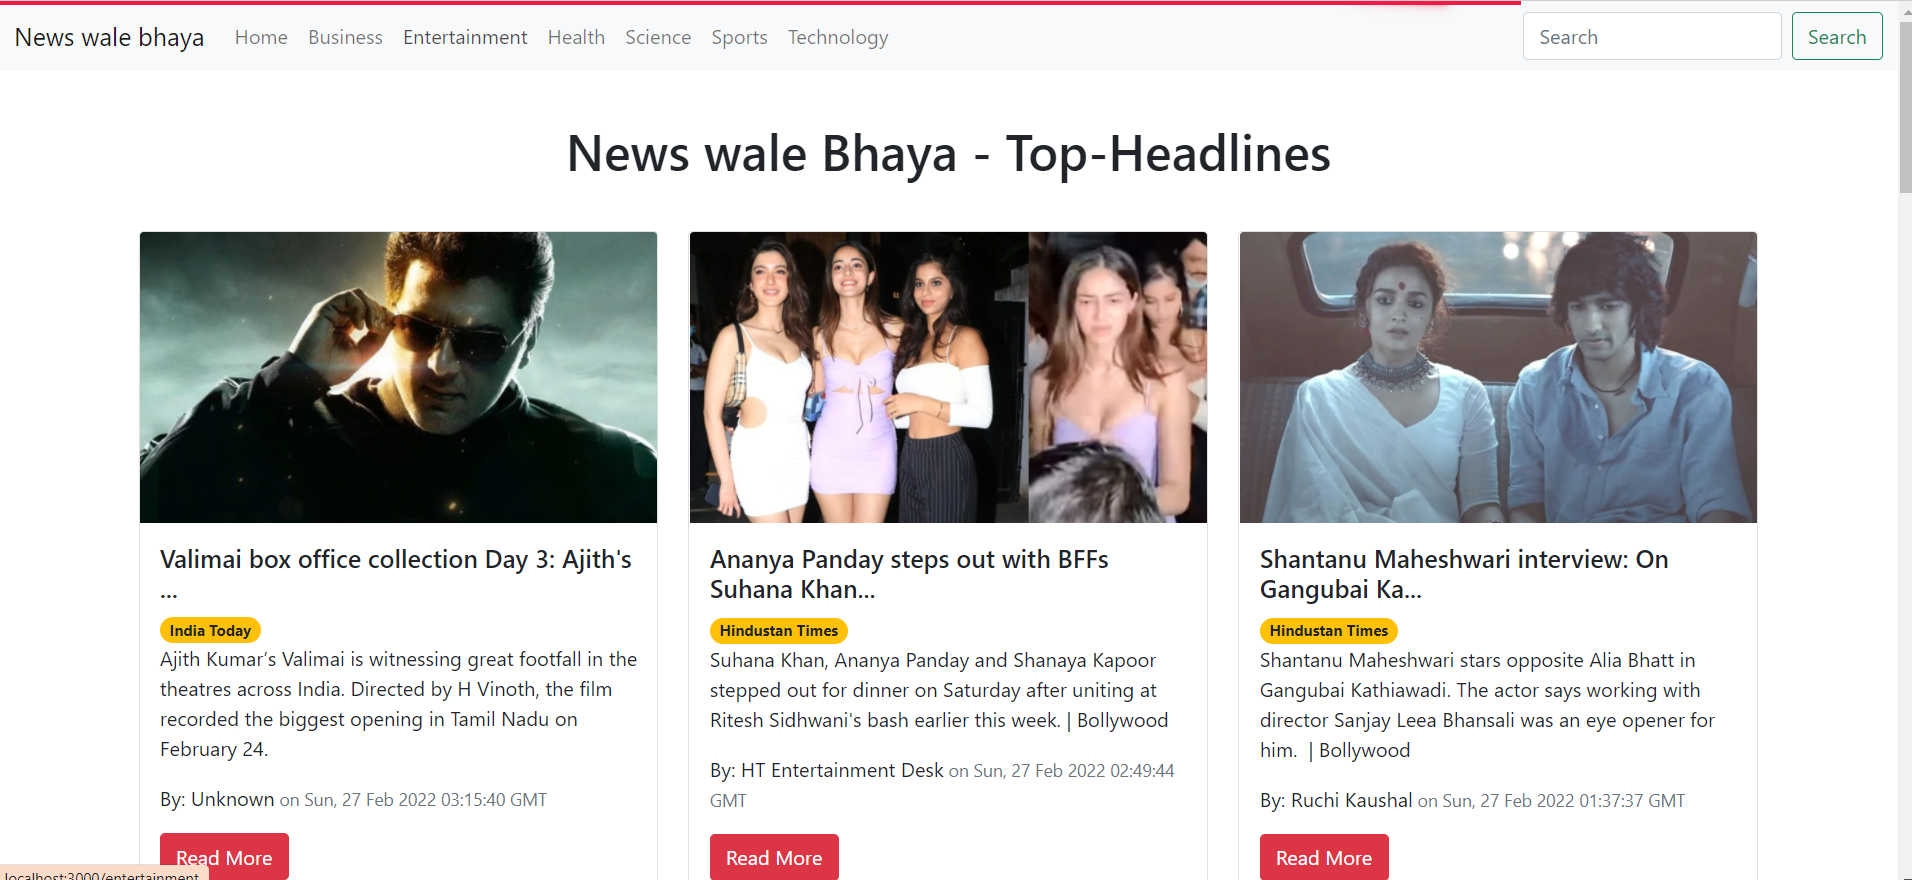 News wale bhaya Home Business Entertainment Health Science Sports Technology Search Search
News wale Bhaya - Top-Headlines
Valimai box office collection Day 3: Ajith's
...
India Today
Ajith Kumar’s Valimai is witnessing great footfall in the
theatres across India. Directed by H Vinoth, the film
recorded the biggest opening in Tamil Nadu on
February 24.
By: Unknown on Sun, 27 Feb 2022 03:15:40 GMT
Read More
Ananya Panday steps out with BFFs
Suhana Khan...
Hindustan Times
Suhana Khan, Ananya Panday and Shanaya Kapoor
stepped out for dinner on Saturday after uniting at
Ritesh Sidhwani's bash earlier this week. | Bollywood
By: HT Entertainment Desk on Sun, 27 Feb 2022 02:49:44
GMT
Read More
Shantanu Maheshwari interview: On
Gangubai Ka...
Hindustan Times
Shantanu Maheshwari stars opposite Alia Bhatt in
Gangubai Kathiawadi. The actor says working with
director Sanjay Leea Bhansali was an eye opener for
him. | Bollywood
By: Ruchi Kaushal on Sun, 27 Feb 2022 01:37:37 GMT
Read More
localhost:3000/entertainment